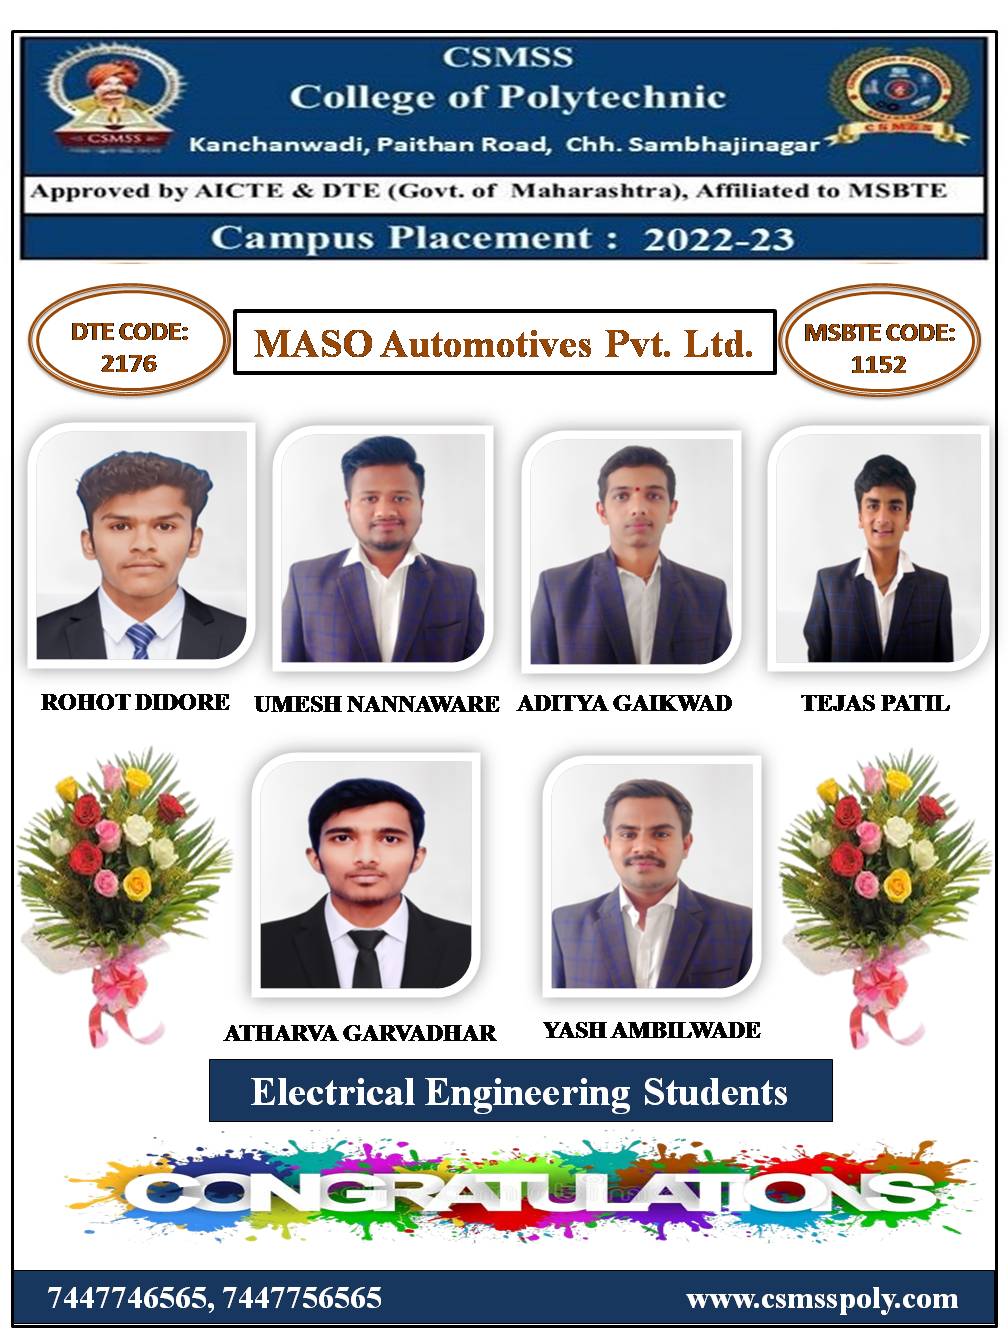 CSMSS
College of Polytechnic
Kanchanwadi, Paithan Road, Chh. Sambhajinagar
CSMSS
CSMSS
Approved by AICTE & DTE (Govt. of Maharashtra), Affiliated to MSBTE
Campus Placement : 2022-23
DTE CODE:
2176
MASO Automotives Pvt. Ltd.
MSBTE CODE:
1152
ROHOT DIDORE
UMESH NANNAWARE
ADITYA GAIKWAD
TEJAS PATIL
ATHARVA GARVADHAR
YASH AMBILWADE
Electrical Engineering Students
CONGRATULATIONS
7447746565, 7447756565
www.csmsspoly.com